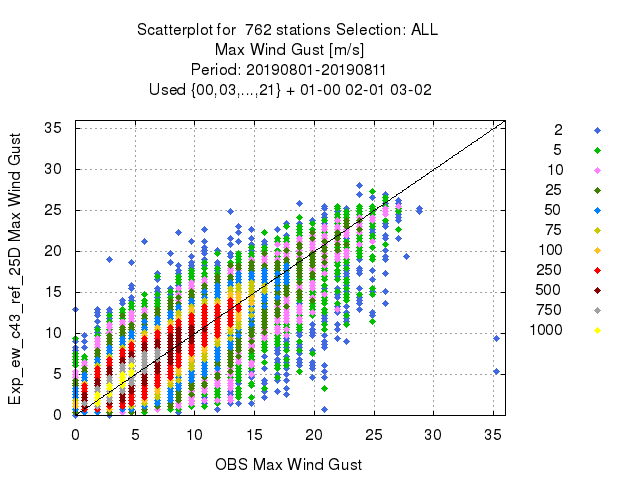 Scatterplot for  762 stations Selection: ALL
Max Wind Gust [m/s]
Period: 20190801-20190811
Used {00,03,...,21} + 01-00 02-01 03-02
Exp_ew_c43_ref_25D Max Wind Gust
35
30
25
20
15
10
5
0
0 5 10 15 20 25 30 35
OBS Max Wind Gust
2
5
10
25
50
75
100
250
500
750
1000